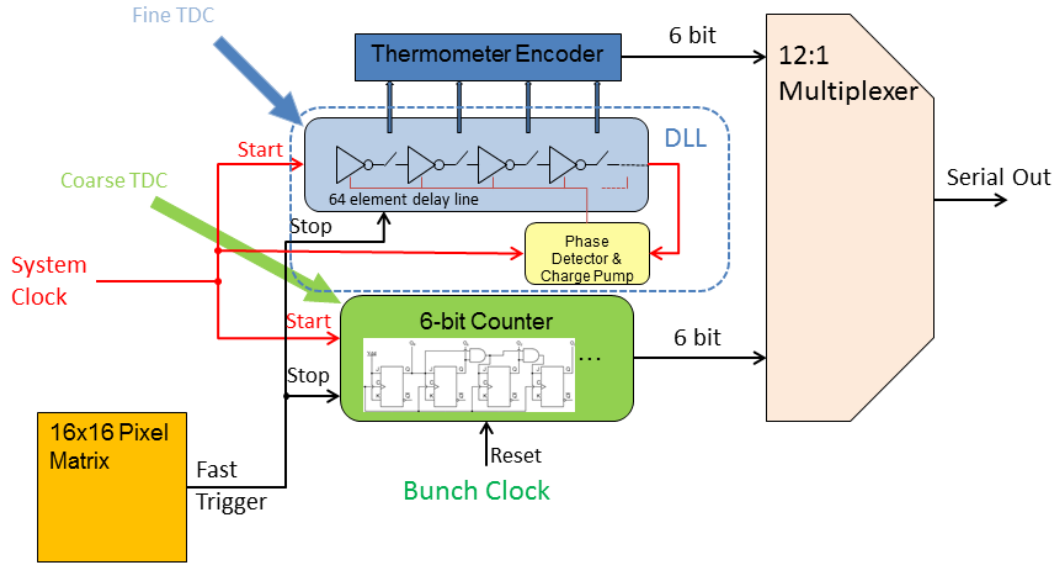 Fine TDC
Thermometer Encoder
6 bit
12:1
Multiplexer
DLL
Start
64 element delay line
Coarse TDC
Stop
Phase
Detector &
Charge Pump
Serial Out
System
Clock
Start
6-bit Counter
...
6 bit
Stop
16x16 Pixel
Matrix
Fast
Trigger
Reset
Bunch Clock